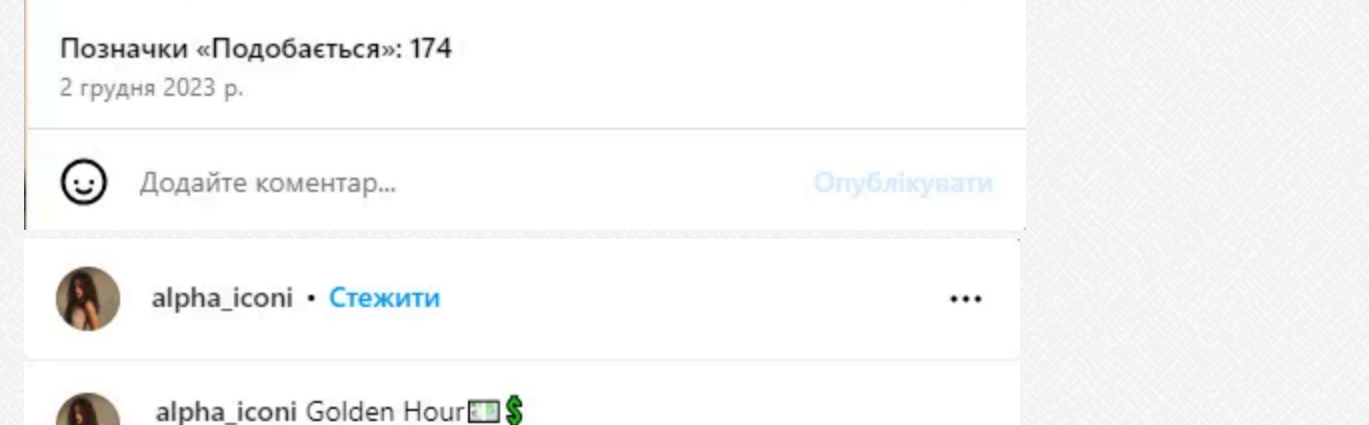 Позначки «Подобається»: 174
2 грудня 2023 р.
Додайте коментар... Опублікувати
alpha_iconi • Стежити
alpha_iconi Golden Hour💵💲